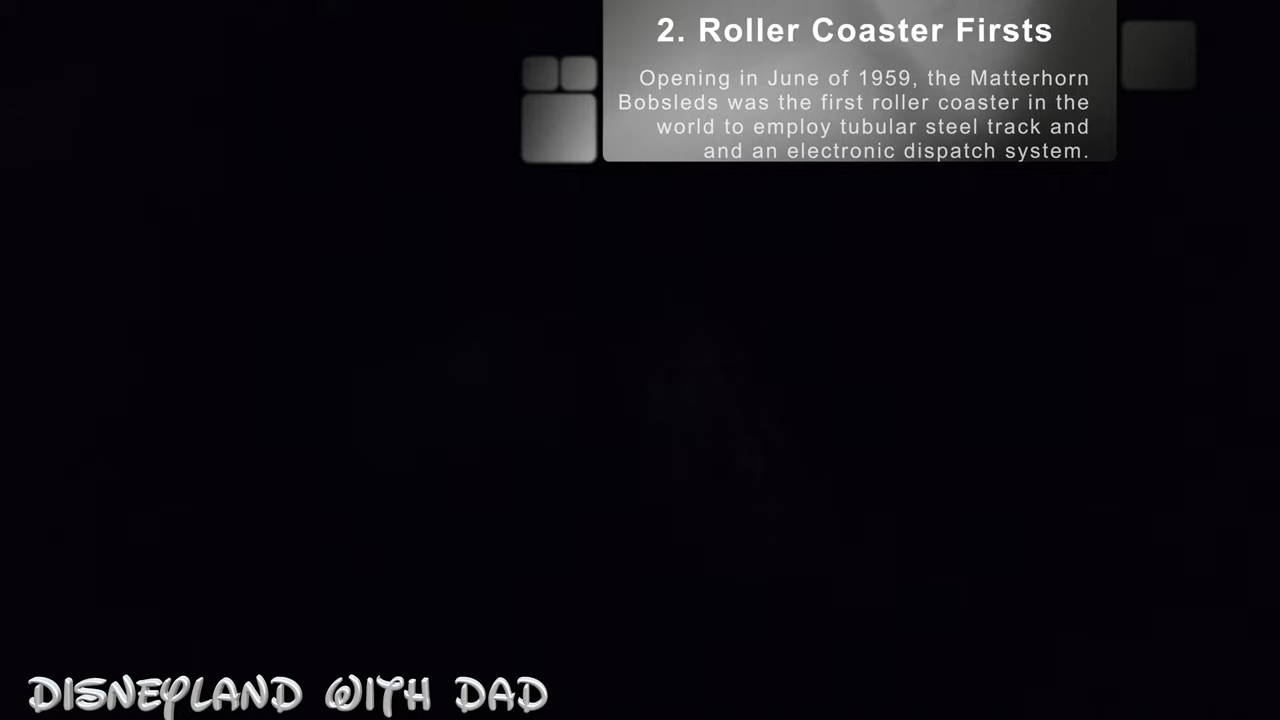 2. Roller Coaster Firsts
Opening in June of 1959, the Matterhorn
Bobsleds was the first roller coaster in the
world to employ tubular steel track and
and an electronic dispatch system.
DISNEYLAND WITH DAD